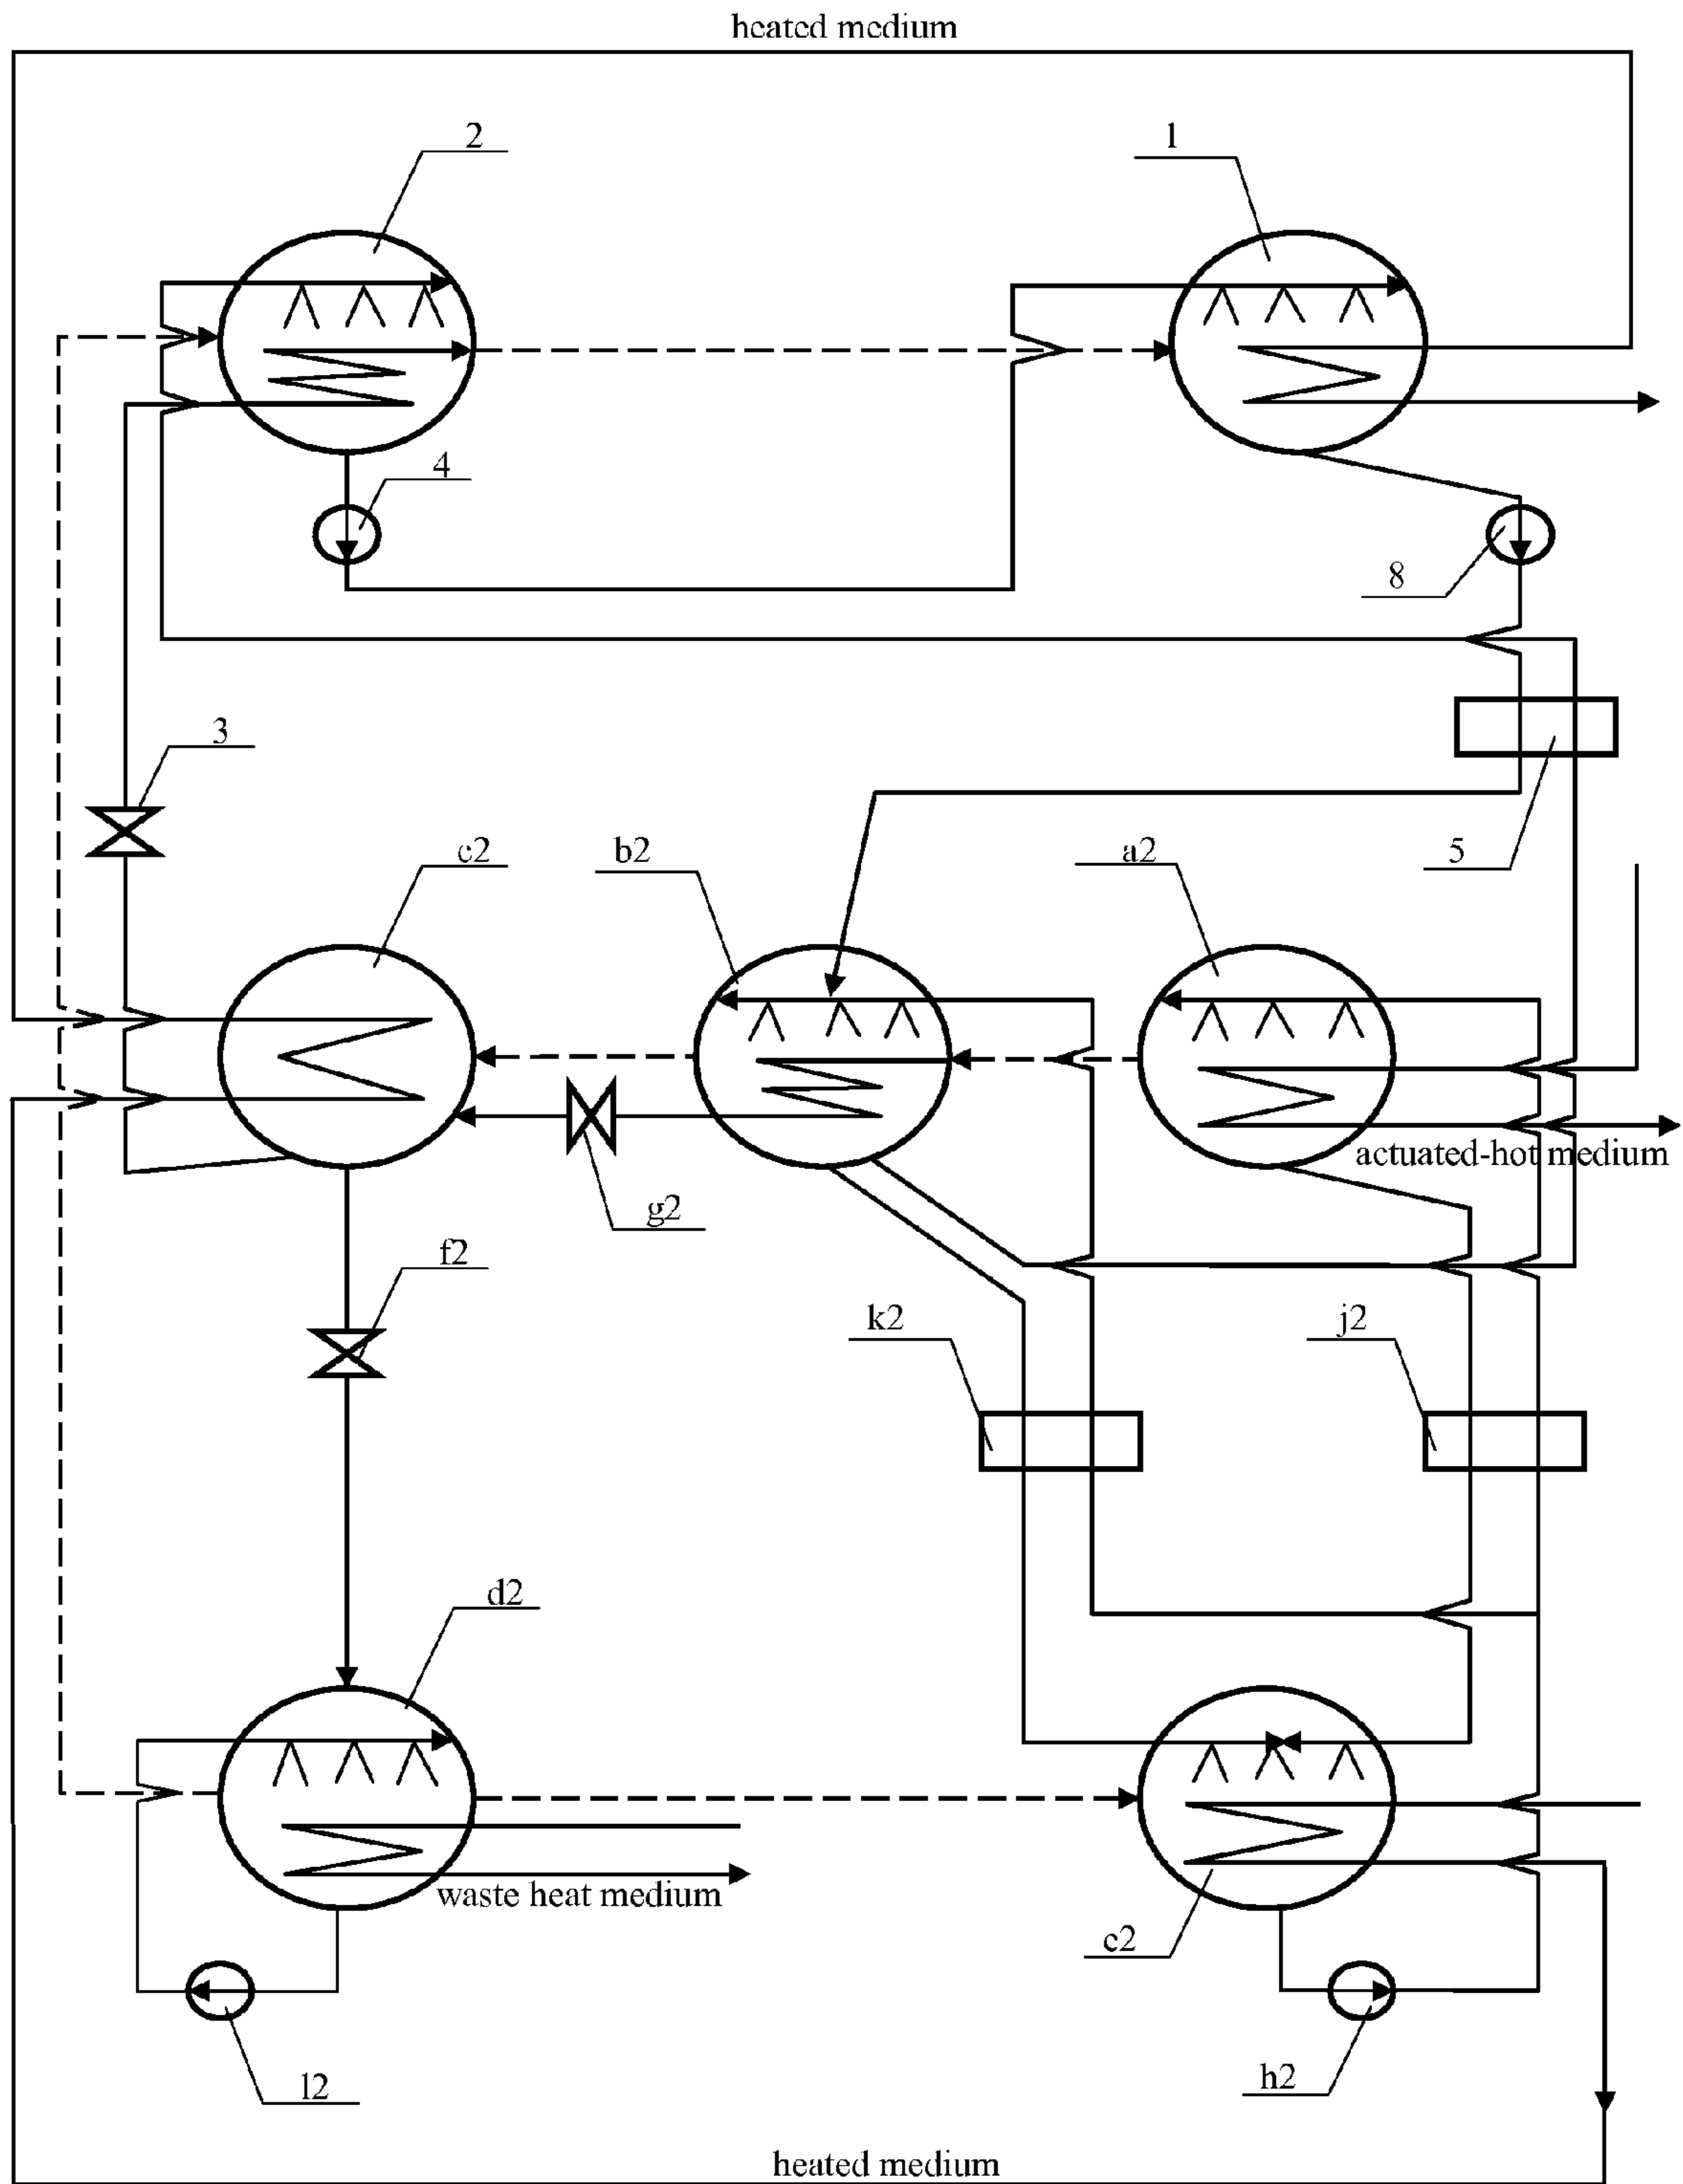 heated medium
2
1
4
8
3
5
c2
b2
a2
actuated-hot medium
g2
f2
k2
j2
d2
waste heat medium
c2
l2
h2
heated medium